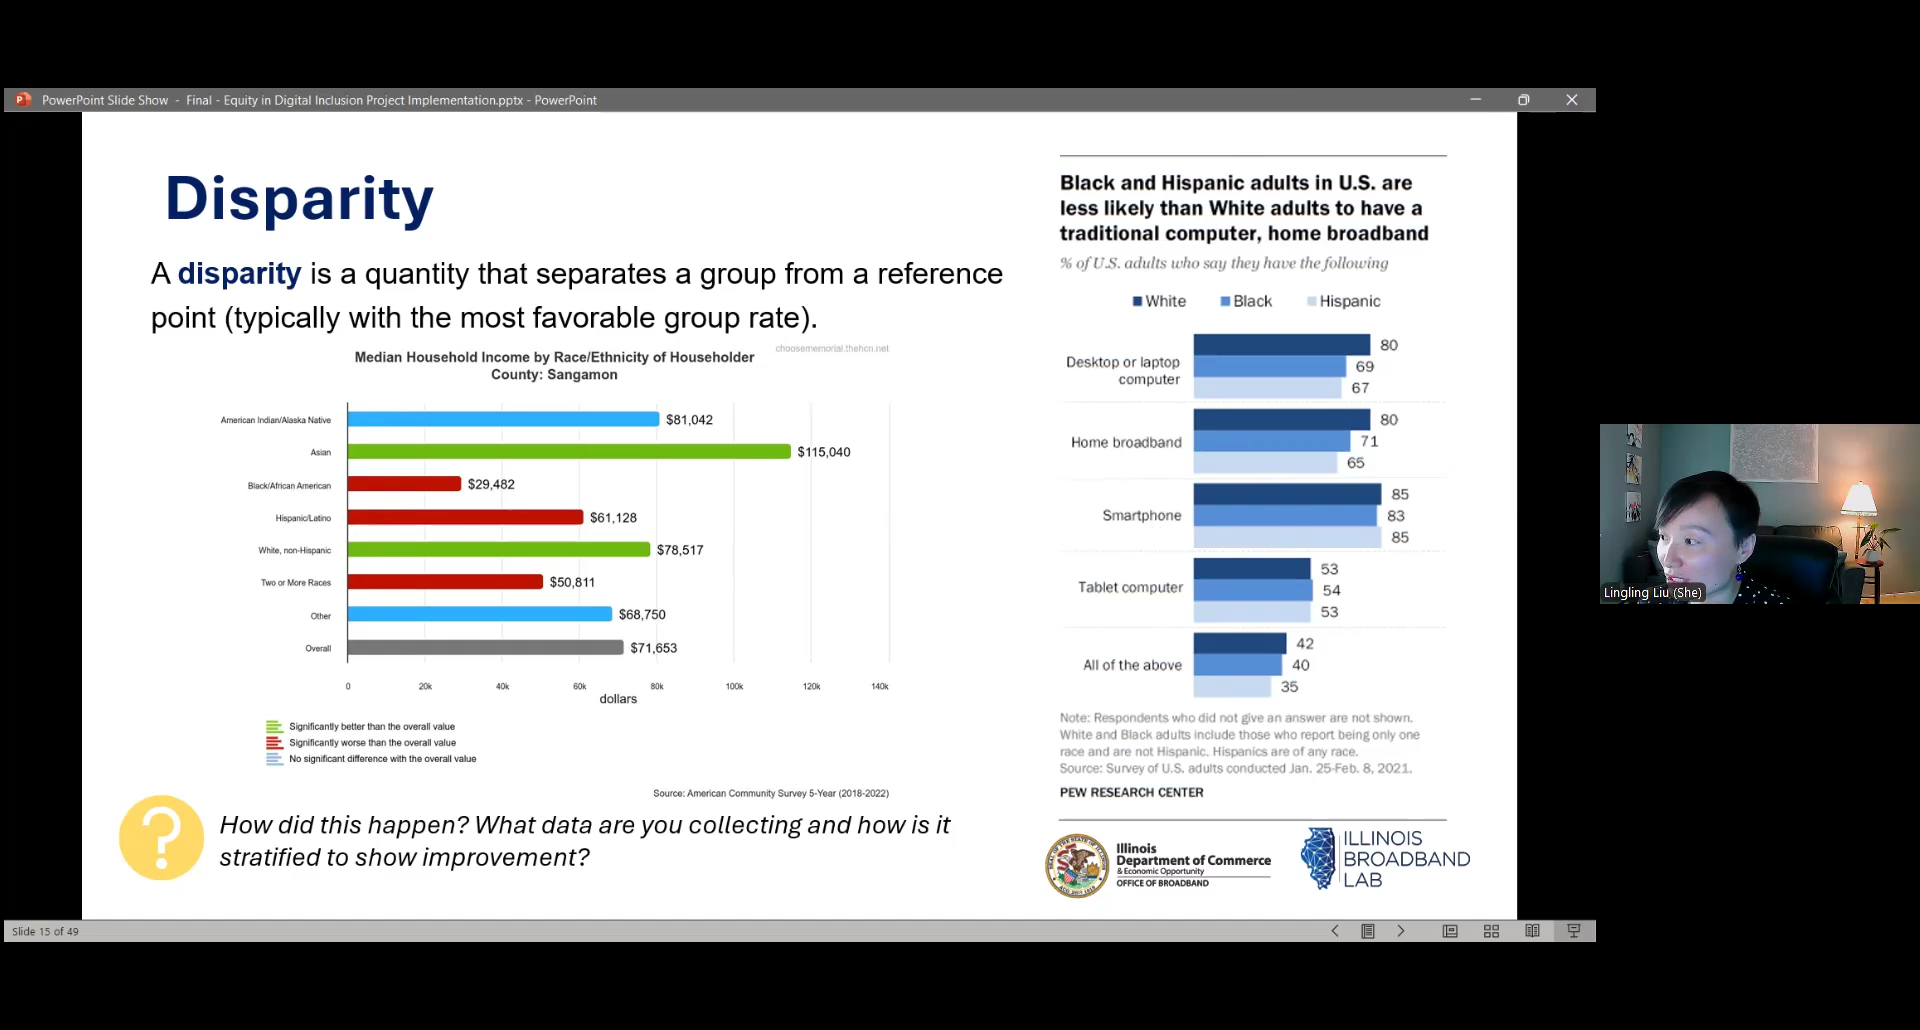 PowerPoint Slide Show - Final - Equity in Digital Inclusion Project Implementation.pptx - PowerPoint
Disparity
A disparity is a quantity that separates a group from a reference
point (typically with the most favorable group rate).
choosememorial.thehcn.net
Median Household Income by Race/Ethnicity of Householder
County: Sangamon
American Indian/Alaska Native $81,042
Asian $115,040
Black/African American $29,482
Hispanic/Latino $61,128
White, non-Hispanic $78,517
Two or More Races $50,811
Other $68,750
Overall $71,653
0 20k 40k 60k 80k 100k 120k 140k
dollars
Significantly better than the overall value
Significantly worse than the overall value
No significant difference with the overall value
Source: American Community Survey 5-Year (2018-2022)
?
How did this happen? What data are you collecting and how is it
stratified to show improvement?
Black and Hispanic adults in U.S. are
less likely than White adults to have a
traditional computer, home broadband
% of U.S. adults who say they have the following
White Black Hispanic
Desktop or laptop
computer
80
69
67
Home broadband
80
71
65
Smartphone
85
83
85
Tablet computer
53
54
53
All of the above
42
40
35
Note: Respondents who did not give an answer are not shown.
White and Black adults include those who report being only one
race and are not Hispanic. Hispanics are of any race.
Source: Survey of U.S. adults conducted Jan. 25-Feb. 8, 2021.
PEW RESEARCH CENTER
Illinois
Department of Commerce
& Economic Opportunity
OFFICE OF BROADBAND
ILLINOIS
BROADBAND
LAB
Slide 15 of 49
Lingling Liu (She)